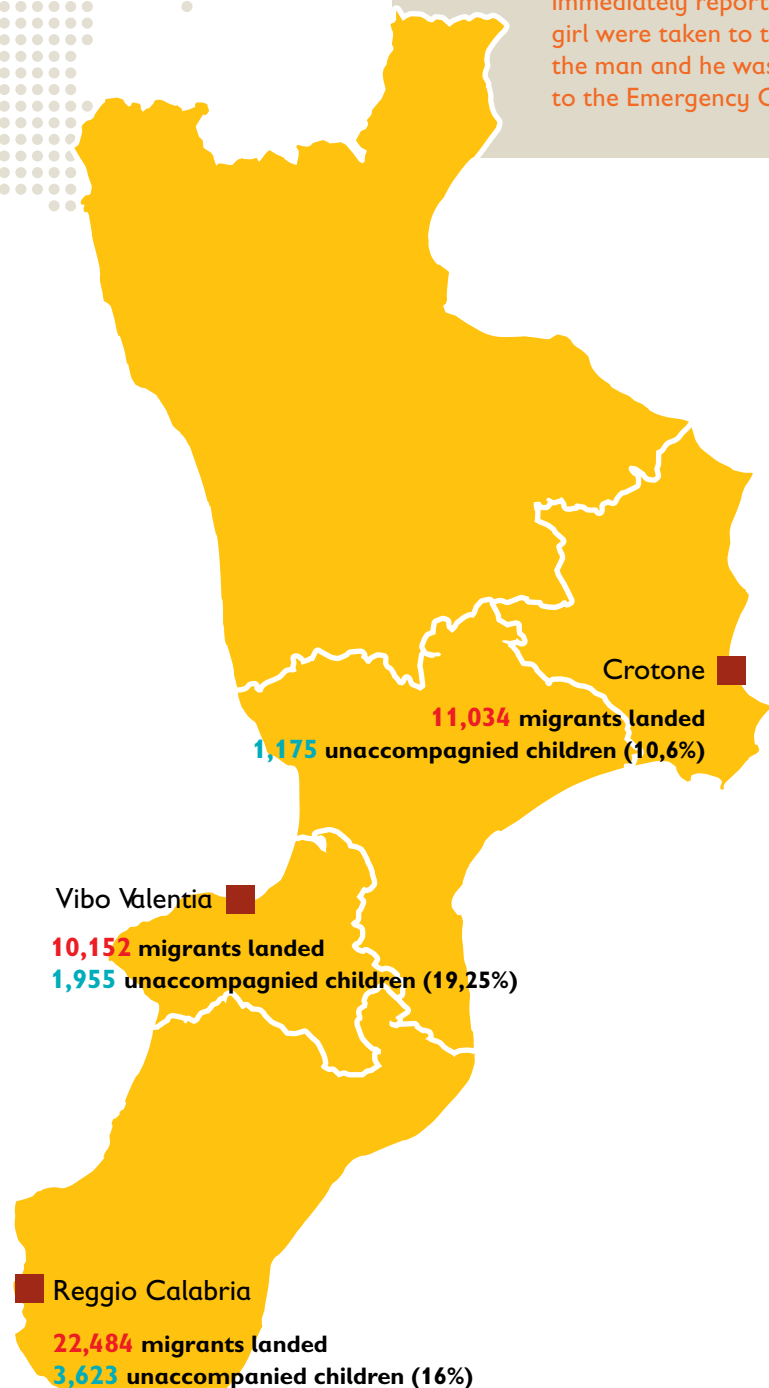 immediately report
girl were taken to t
the man and he was
to the Emergency C
Crotone
11,034 migrants landed
1,175 unaccompagnied children (10,6%)
Vibo Valentia
10,152 migrants landed
1,955 unaccompagnied children (19,25%)
Reggio Calabria
22,484 migrants landed
3,623 unaccompanied children (16%)